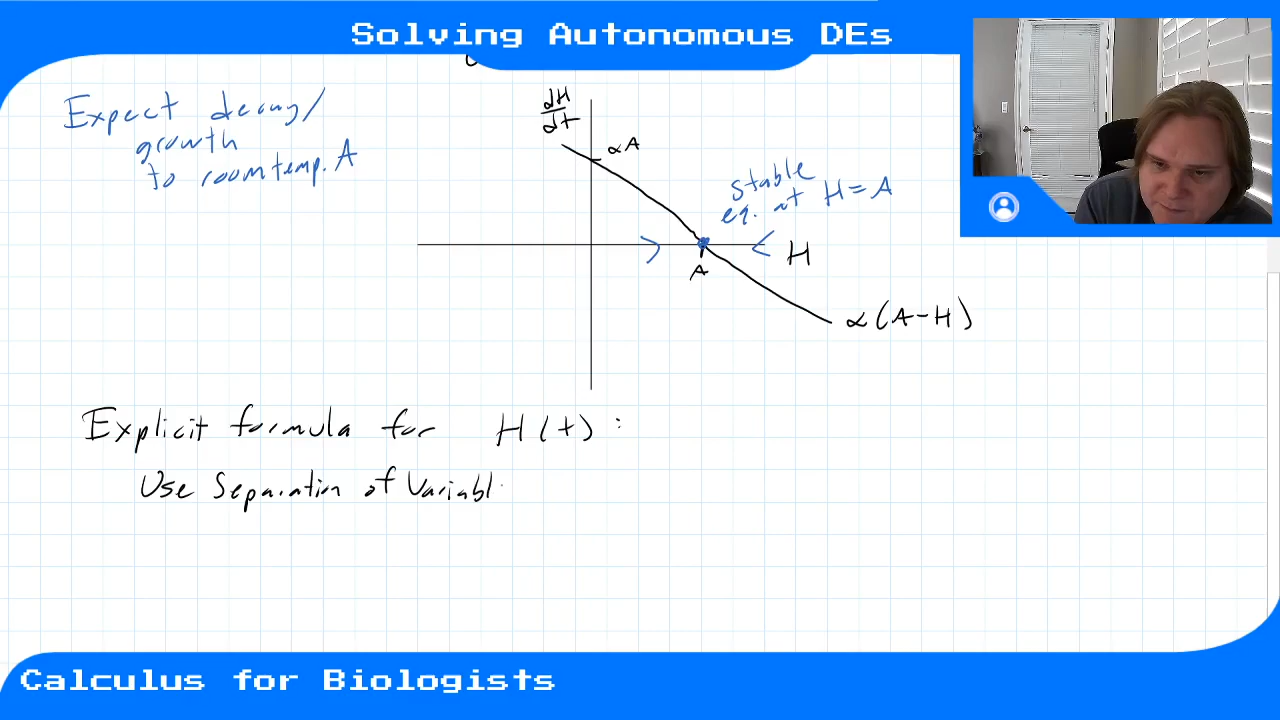 Solving Autonomous DEs
Expect decay/
growth
to room temp. A
dH
dt
αA
stable
eq. at H = A
A
H
α(A-H)
Explicit formula for H(t):
Use Separation of Variabl
Calculus for Biologists